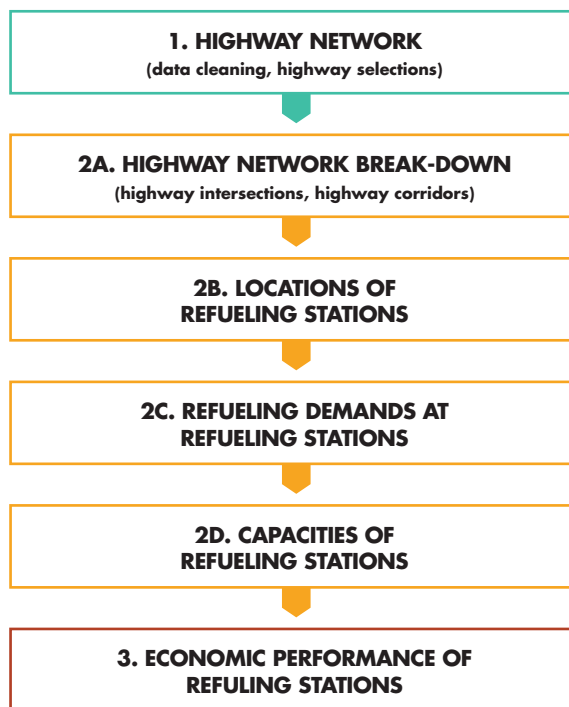 1. HIGHWAY NETWORK
(data cleaning, highway selections)
2A. HIGHWAY NETWORK BREAK-DOWN
(highway intersections, highway corridors)
2B. LOCATIONS OF
REFUELING STATIONS
2C. REFUELING DEMANDS AT
REFUELING STATIONS
2D. CAPACITIES OF
REFUELING STATIONS
3. ECONOMIC PERFORMANCE OF
REFULING STATIONS